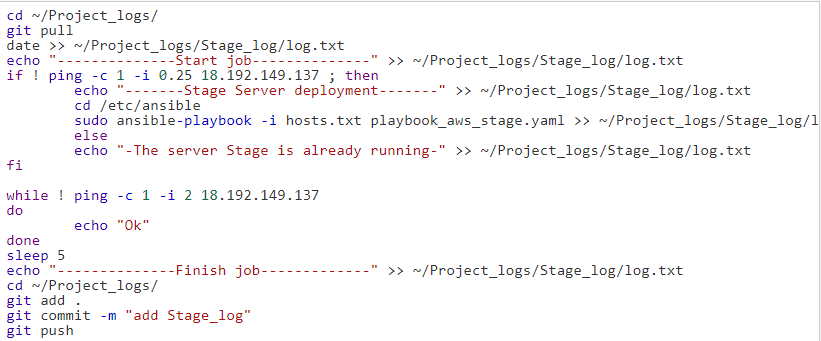 cd ~/Project_logs/
git pull
date >> ~/Project_logs/Stage_log/log.txt
echo "--------------Start job--------------" >> ~/Project_logs/Stage_log/log.txt
if ! ping -c 1 -i 0.25 18.192.149.137 ; then
        echo "-------Stage Server deployment-------" >> ~/Project_logs/Stage_log/log.txt
        cd /etc/ansible
        sudo ansible-playbook -i hosts.txt playbook_aws_stage.yaml >> ~/Project_logs/Stage_log/l
        else
        echo "-The server Stage is already running-" >> ~/Project_logs/Stage_log/log.txt
fi

while ! ping -c 1 -i 2 18.192.149.137
do
        echo "Ok"
done
sleep 5
echo "--------------Finish job-------------" >> ~/Project_logs/Stage_log/log.txt
cd ~/Project_logs/
git add .
git commit -m "add Stage_log"
git push